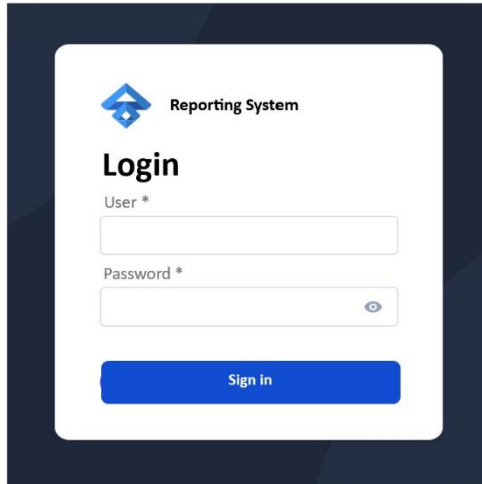 Reporting System
Login
User *
Password *
Sign in